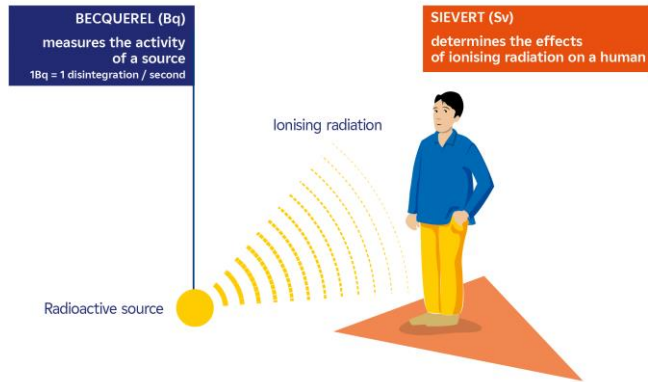 BECQUEREL (Bq)
measures the activity
of a source
1Bq = 1 disintegration / second
SIEVERT (Sv)
determines the effects
of ionising radiation on a human
Ionising radiation
Radioactive source